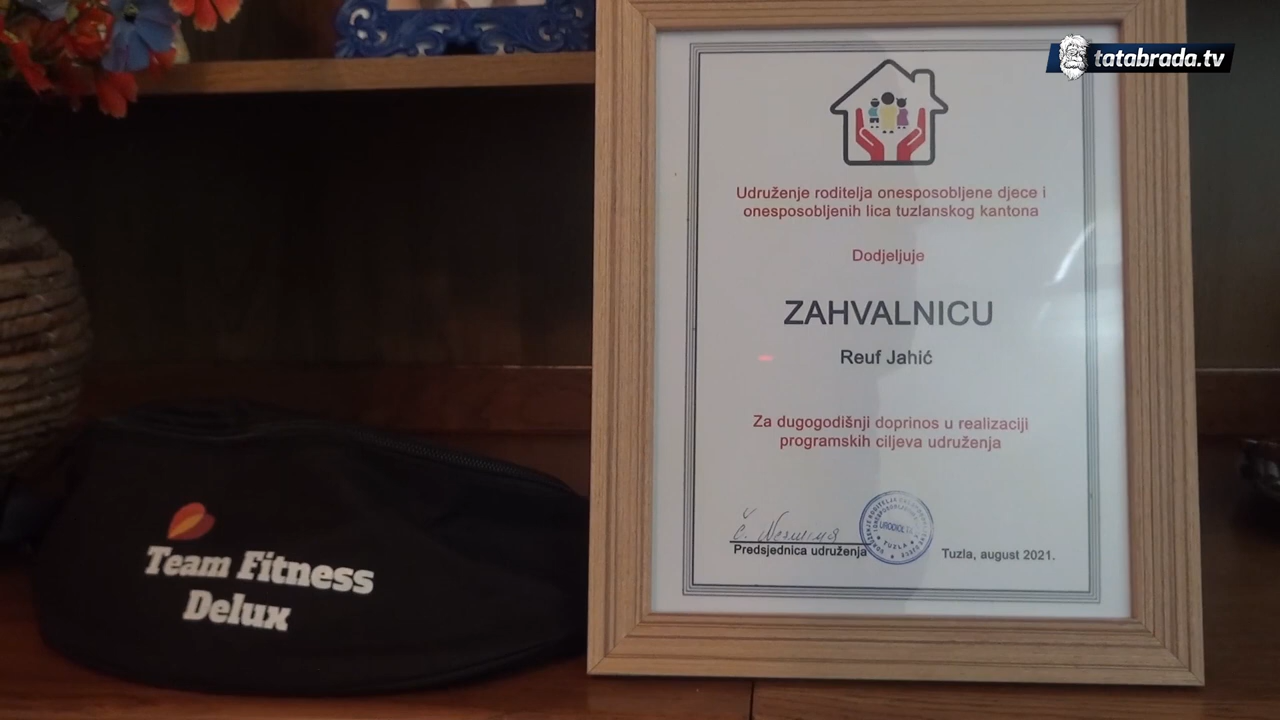 tatabrada.tv
Udruženje roditelja onesposobljene djece i
onesposobljenih lica tuzlanskog kantona
Dodjeljuje
ZAHVALNICU
Reuf Jahić
Za dugogodišnji doprinos u realizaciji
programskih ciljeva udruženja
Predsjednica udruženja
TUZLA
Tuzla, august 2021.
Team Fitness
Delux